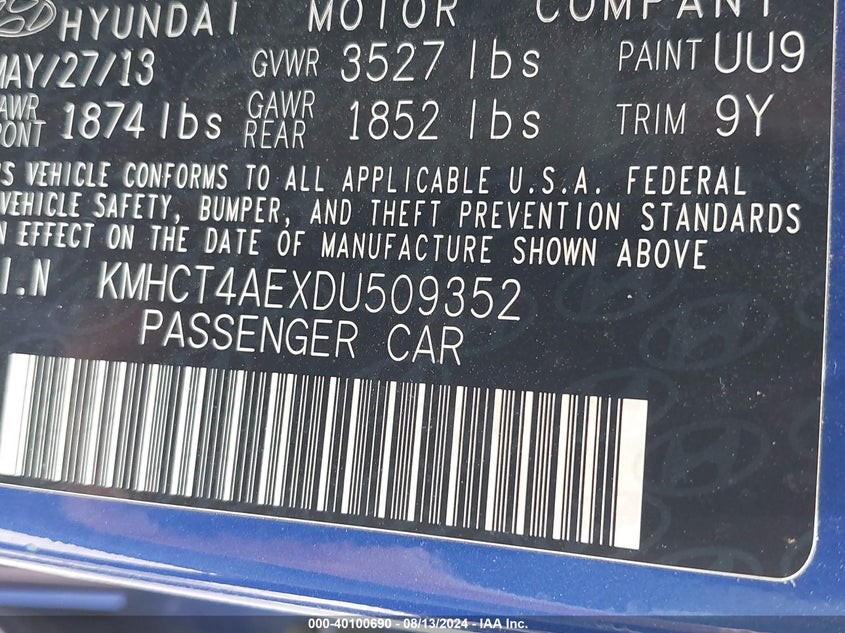 HYUNDAI MOTOR COMPANY
MAY/27/13 GVWR 3527 lbs PAINT UU9
AWR FRONT 1874 lbs GAWR REAR 1852 lbs TRIM 9Y
S VEHICLE CONFORMS TO ALL APPLICABLE U.S.A. FEDERAL
VEHICLE SAFETY, BUMPER, AND THEFT PREVENTION STANDARDS
N EFFECT ON THE DATE OF MANUFACTURE SHOWN ABOVE
I.N KMHCT4AEXDU509352
PASSENGER CAR
000-40100690 - 08/13/2024 - IAA Inc.